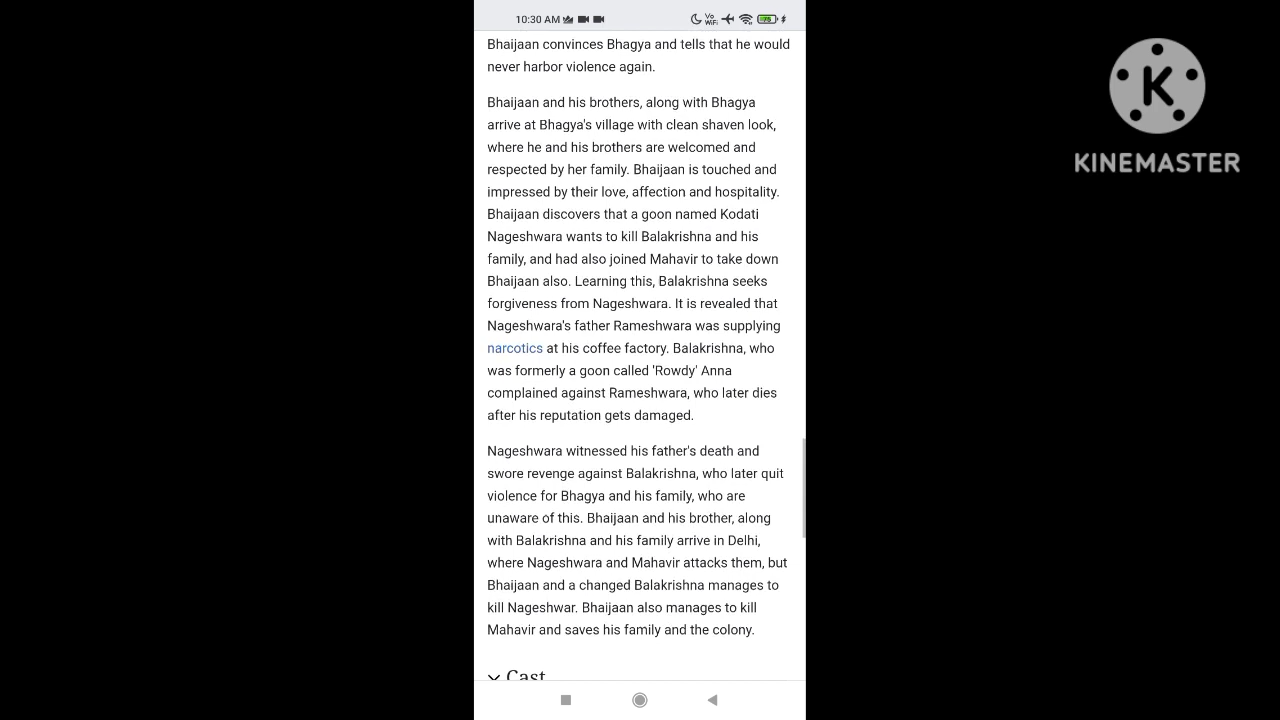 10:30 AM
Vo
WiFi
75
Bhaijaan convinces Bhagya and tells that he would
never harbor violence again.
Bhaijaan and his brothers, along with Bhagya
arrive at Bhagya's village with clean shaven look,
where he and his brothers are welcomed and
respected by her family. Bhaijaan is touched and
impressed by their love, affection and hospitality.
Bhaijaan discovers that a goon named Kodati
Nageshwara wants to kill Balakrishna and his
family, and had also joined Mahavir to take down
Bhaijaan also. Learning this, Balakrishna seeks
forgiveness from Nageshwara. It is revealed that
Nageshwara's father Rameshwara was supplying
narcotics at his coffee factory. Balakrishna, who
was formerly a goon called 'Rowdy' Anna
complained against Rameshwara, who later dies
after his reputation gets damaged.
Nageshwara witnessed his father's death and
swore revenge against Balakrishna, who later quit
violence for Bhagya and his family, who are
unaware of this. Bhaijaan and his brother, along
with Balakrishna and his family arrive in Delhi,
where Nageshwara and Mahavir attacks them, but
Bhaijaan and a changed Balakrishna manages to
kill Nageshwar. Bhaijaan also manages to kill
Mahavir and saves his family and the colony.
Cast
K
KINEMASTER